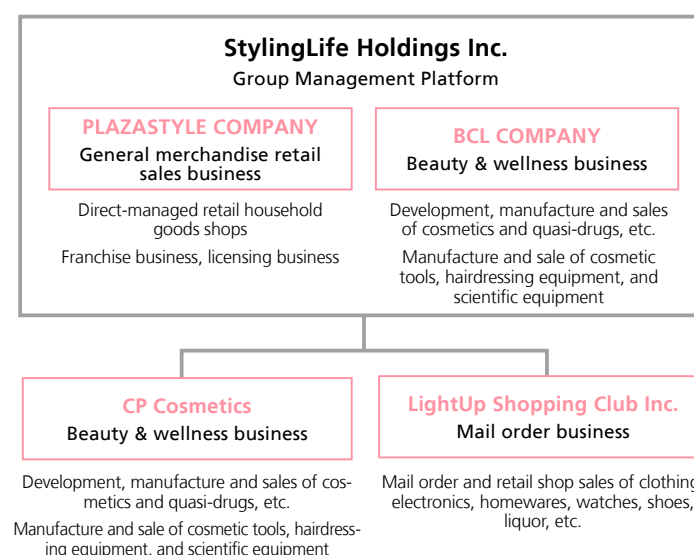 StylingLife Holdings Inc.
Group Management Platform
PLAZASTYLE COMPANY
General merchandise retail
sales business
Direct-managed retail household
goods shops
Franchise business, licensing business
BCL COMPANY
Beauty & wellness business
Development, manufacture and sales
of cosmetics and quasi-drugs, etc.
Manufacture and sale of cosmetic
tools, hairdressing equipment, and
scientific equipment
CP Cosmetics
Beauty & wellness business
Development, manufacture and sales of cos-
metics and quasi-drugs, etc.
Manufacture and sale of cosmetic tools, hairdress-
ing equipment, and scientific equipment
LightUp Shopping Club Inc.
Mail order business
Mail order and retail shop sales of clothing
electronics, homewares, watches, shoes,
liquor, etc.